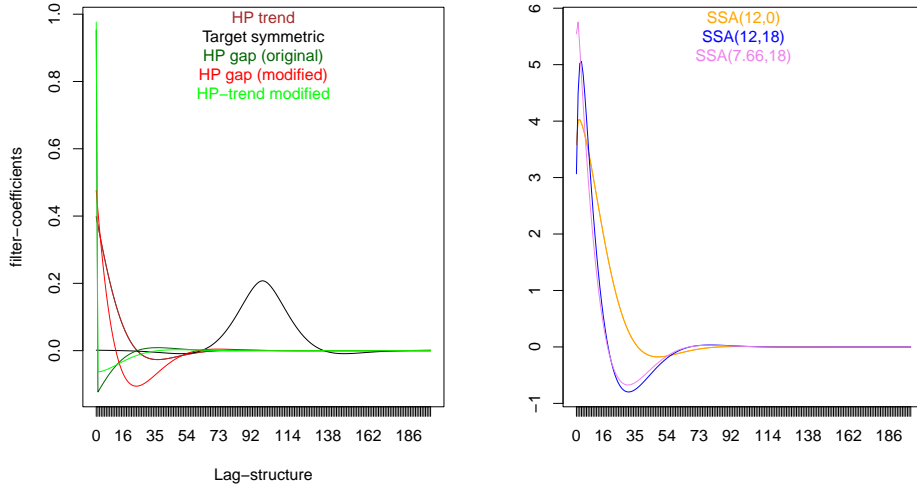 HP trend
Target symmetric
HP gap (original)
HP gap (modified)
HP-trend modified
1.0
0.8
0.6
0.4
0.2
0.0
filter-coefficients
0 16 35 54 73 92 114 138 162 186
Lag-structure
SSA(12,0)
SSA(12,18)
SSA(7.66,18)
6
5
4
3
2
1
0
-1
0 16 35 54 73 92 114 138 162 186